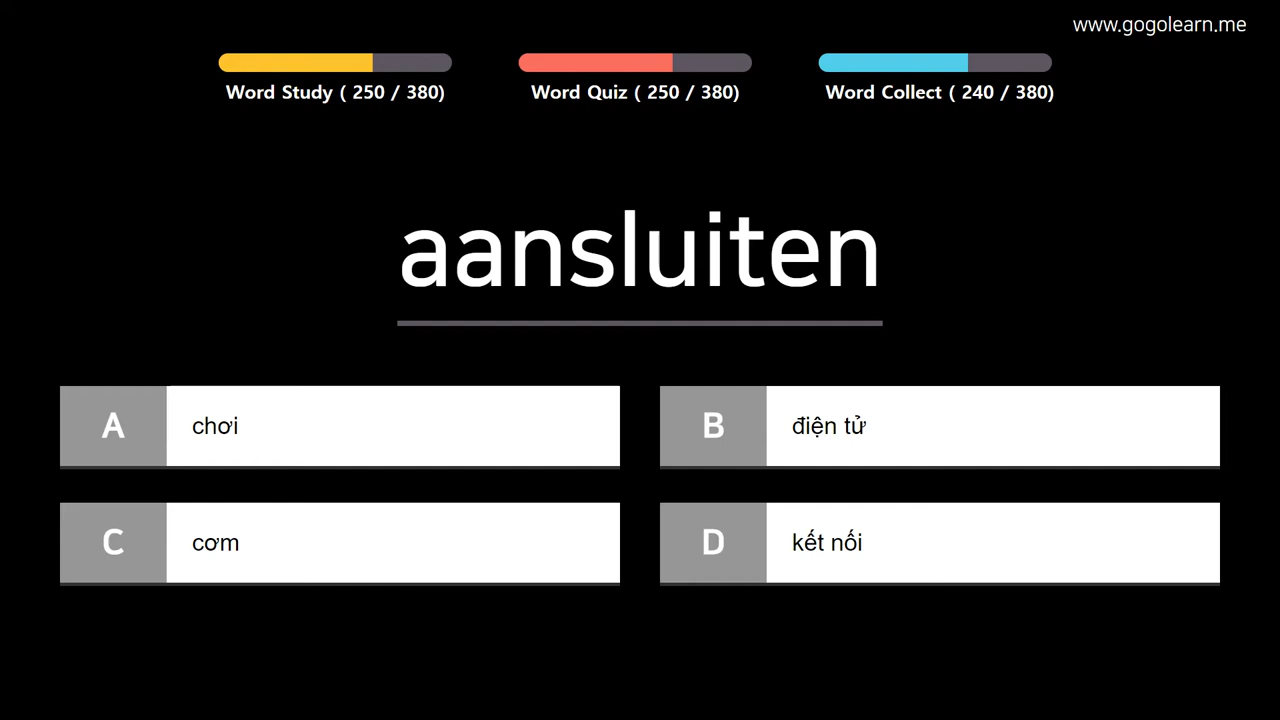 www.gogolearn.me
Word Study ( 250 / 380)
Word Quiz ( 250 / 380)
Word Collect ( 240 / 380)
aansluiten
A chơi
B điện tử
C cơm
D kết nối